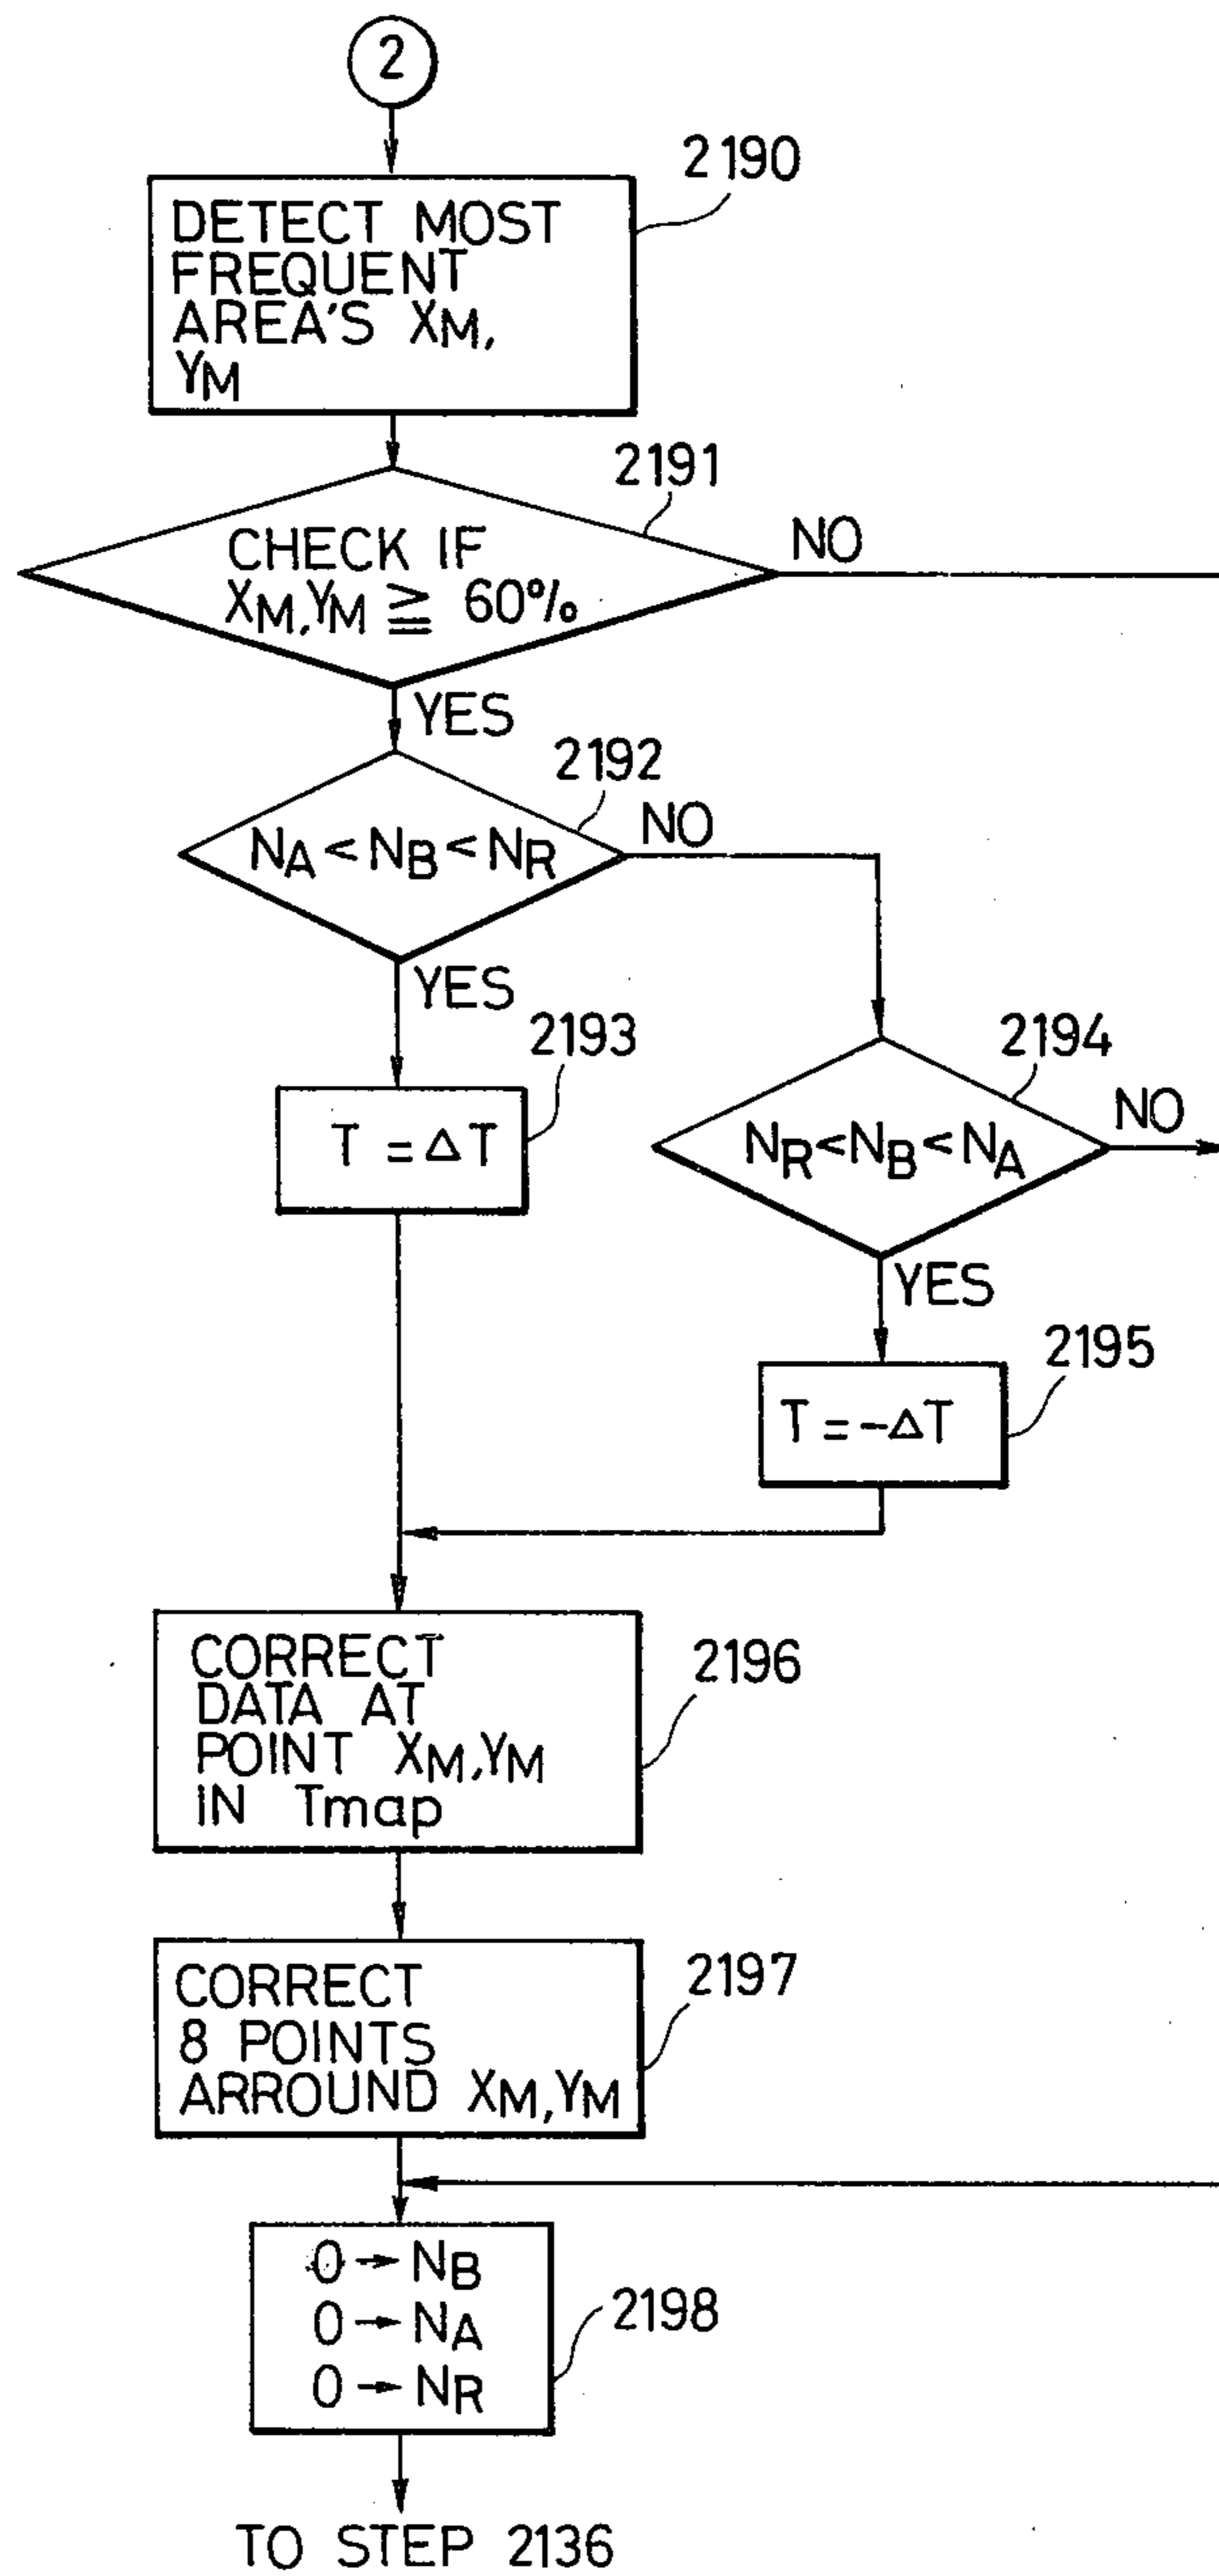 2
2190
DETECT MOST
FREQUENT
AREA'S XM,
YM
2191
CHECK IF
XM,YM ≧ 60%
NO
YES
2192
NA < NB < NR
NO
YES
2193
T = ΔT
2194
NR<NB<NA
NO
YES
2195
T = -ΔT
2196
CORRECT
DATA AT
POINT XM,YM
IN Tmap
2197
CORRECT
8 POINTS
ARROUND XM,YM
2198
0 → NB
0 → NA
0 → NR
TO STEP 2136